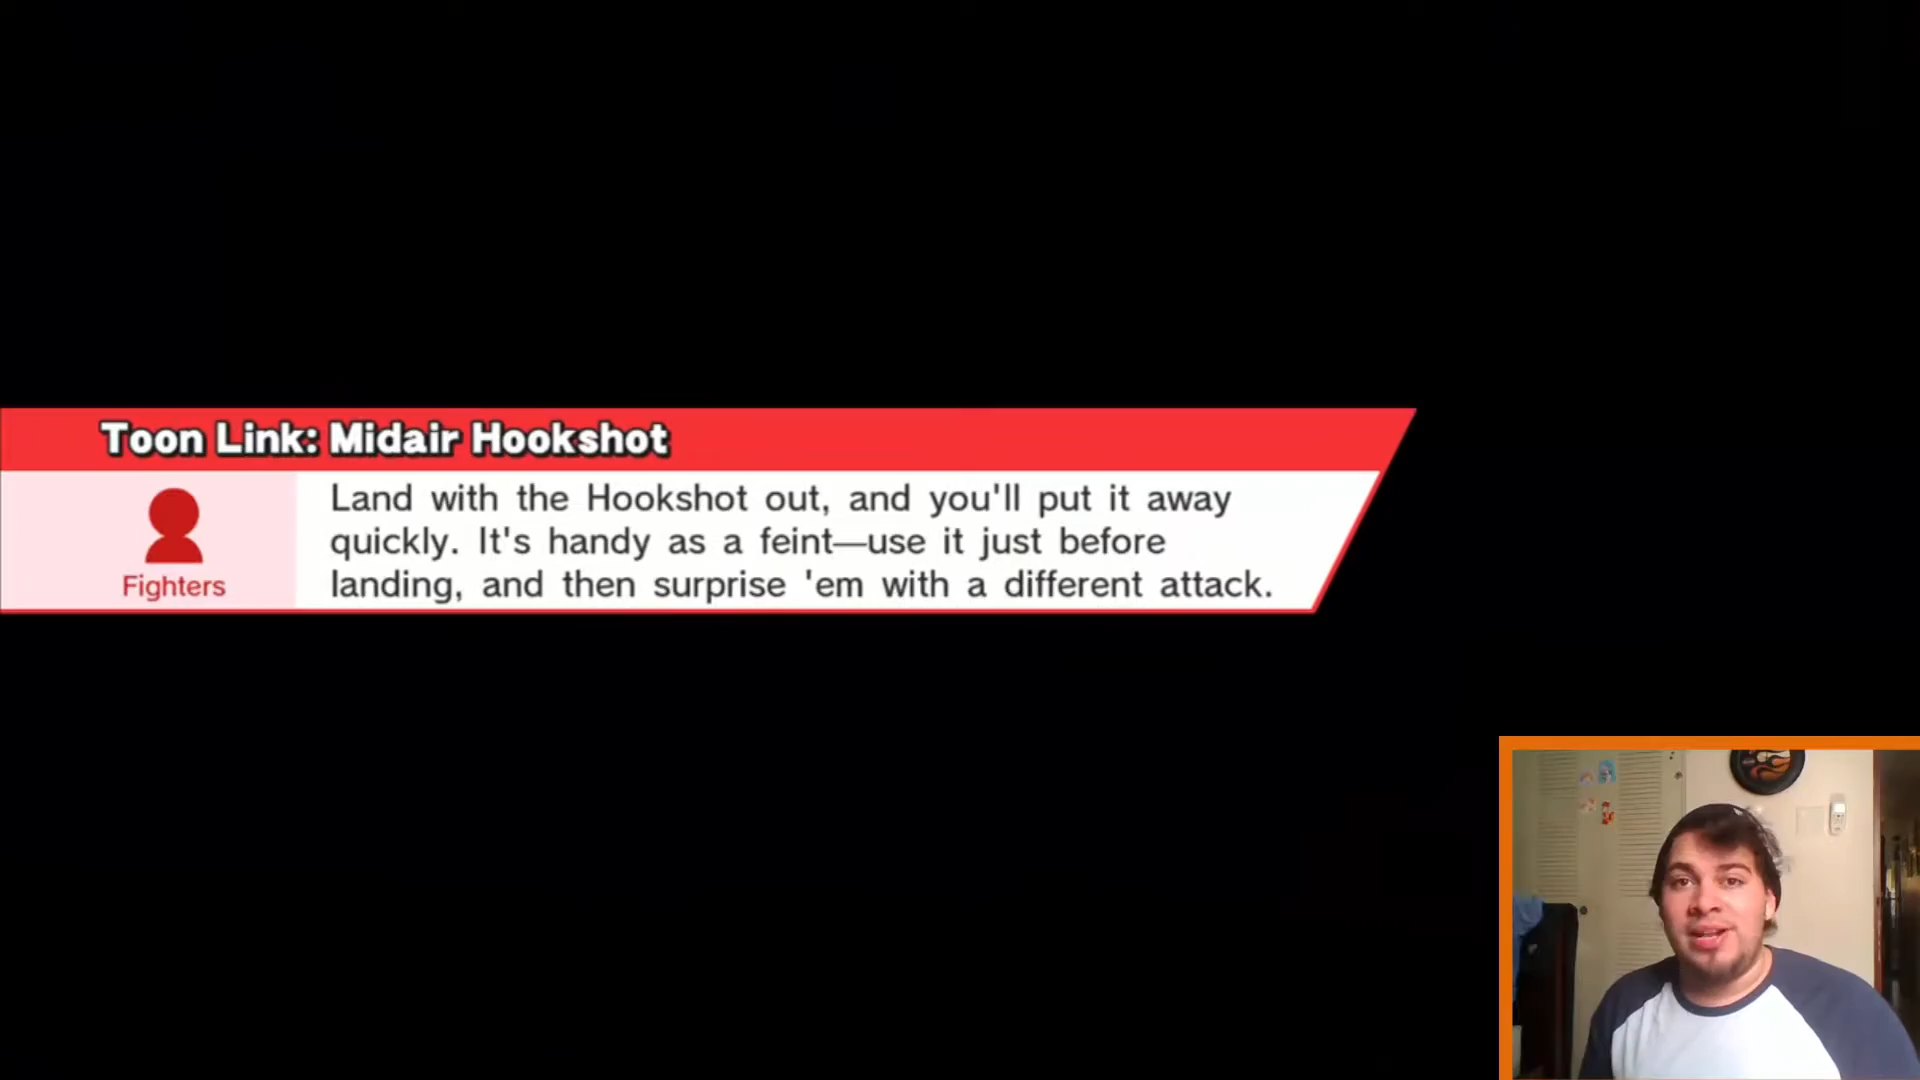 Toon Link: Midair Hookshot
Fighters
Land with the Hookshot out, and you'll put it away
quickly. It's handy as a feint—use it just before
landing, and then surprise 'em with a different attack.